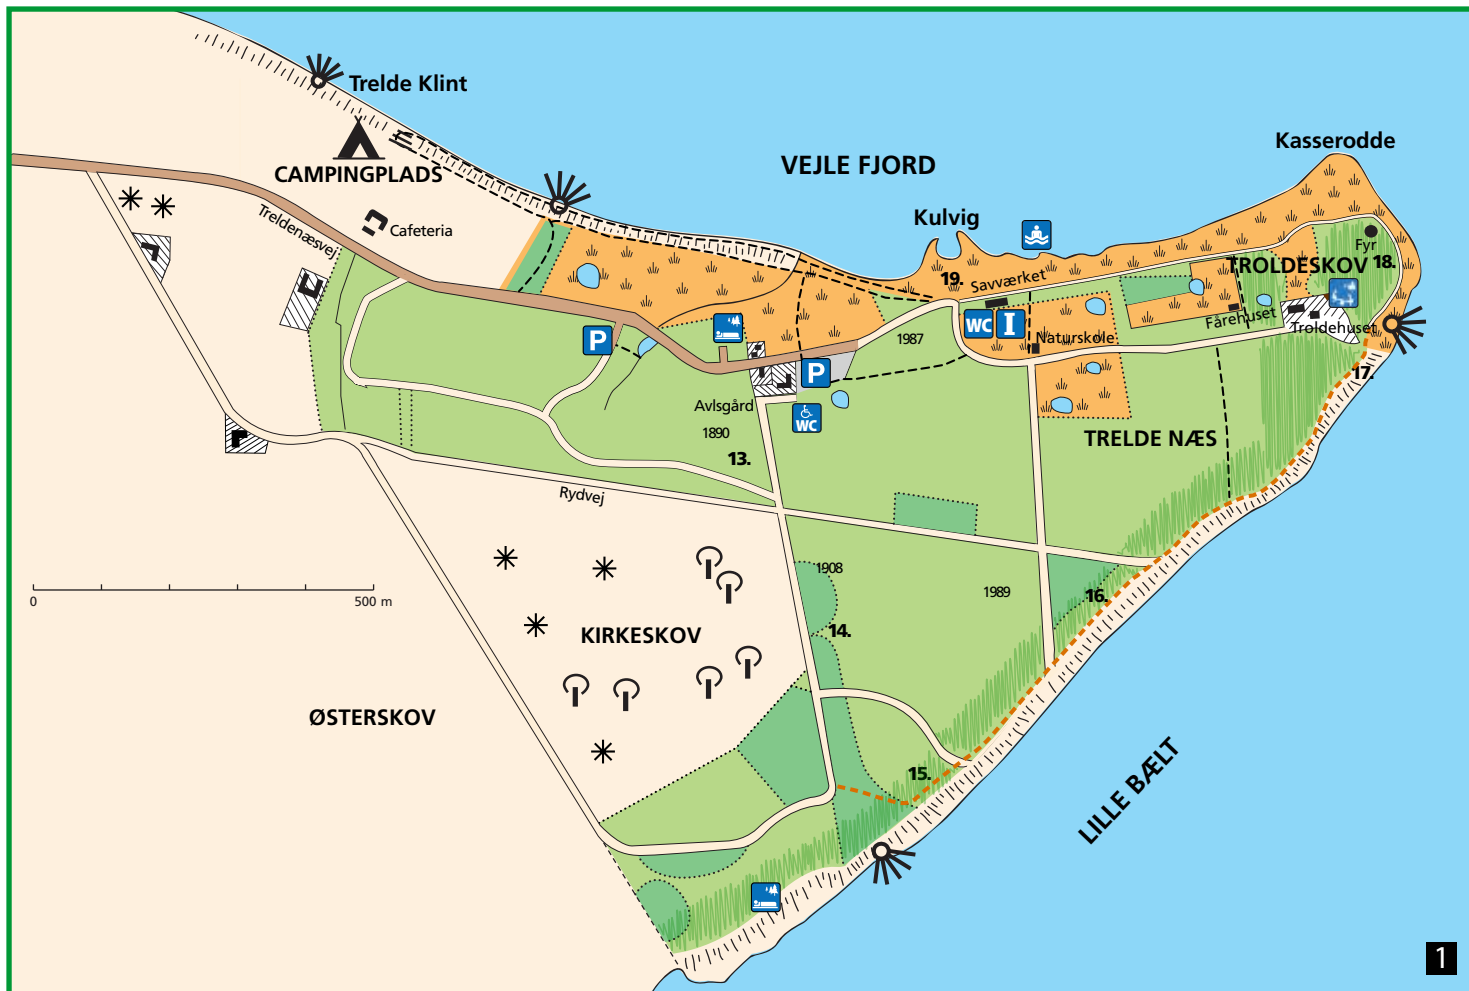 Trelde Klint
Kasserodde
VEJLE FJORD
CAMPINGPLADS
Kulvig
Treldenæsvej
Cafeteria
Fyr
TROLDESKOV
18.
19.
Savværket
Fårehuset
Troldehuset
WC
I
P
1987
Naturskole
17.
P
Avlsgård
WC
1890
13.
TRELDE NÆS
Rydvej
1908
1989
16.
0
500 m
14.
KIRKESKOV
ØSTERSKOV
15.
LILLE BÆLT
1